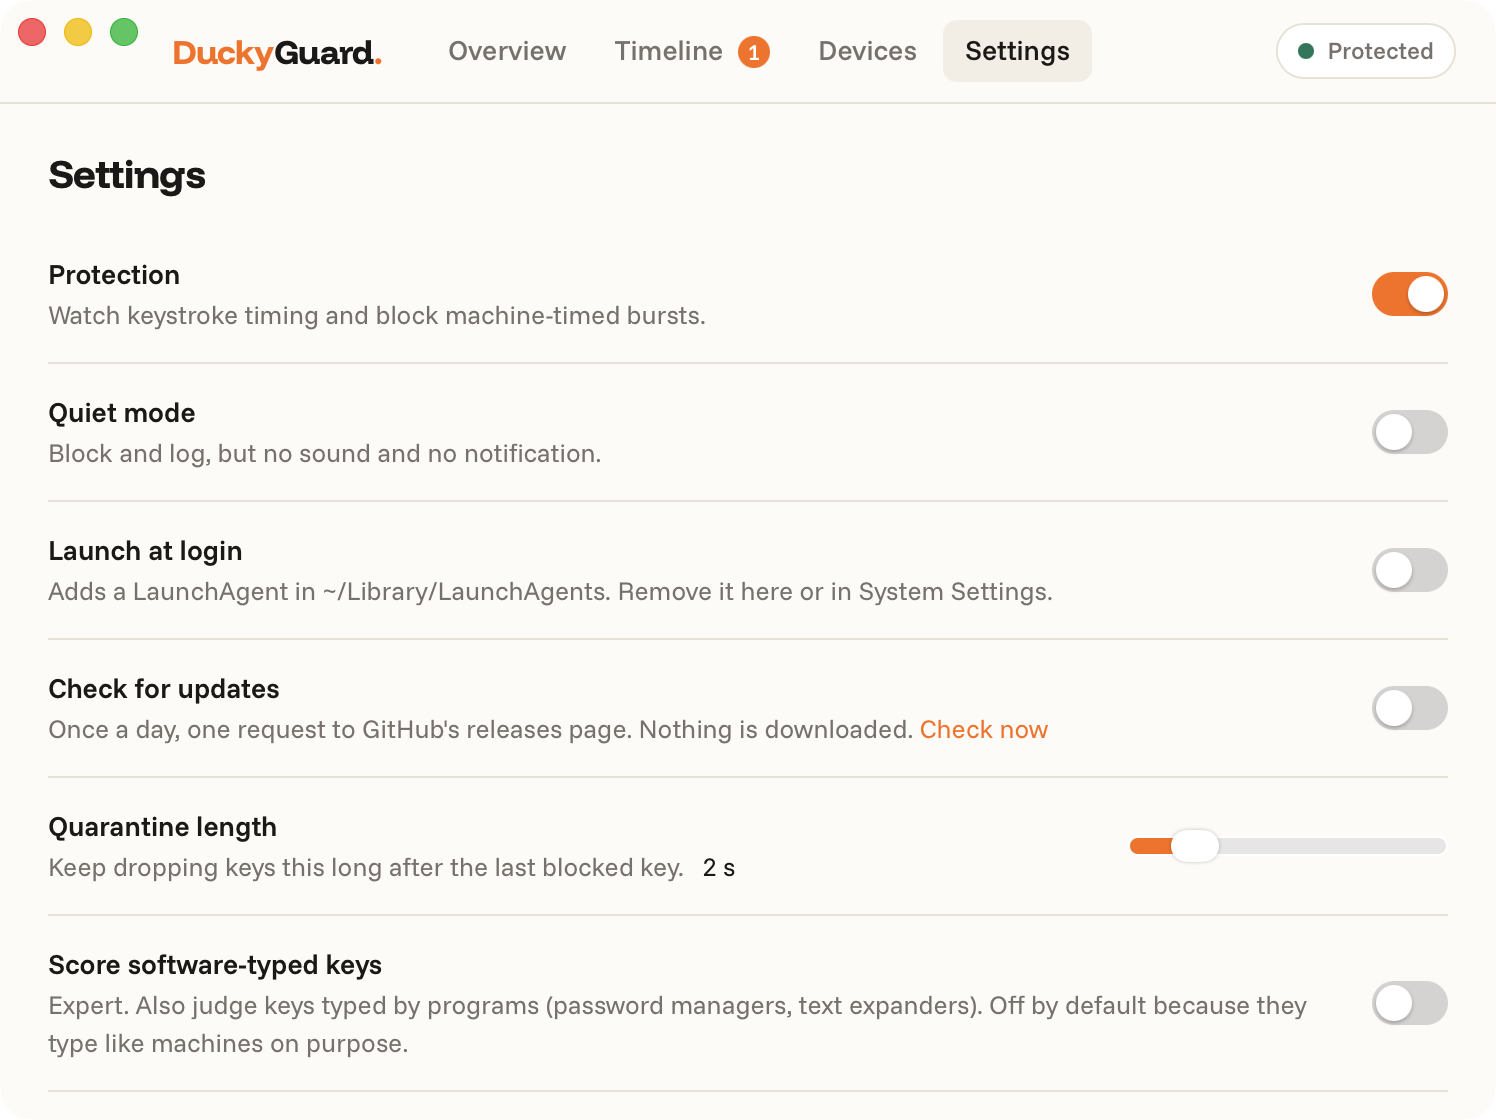 DuckyGuard.
Overview
Timeline 1
Devices
Settings
Protected
Settings
Protection
Watch keystroke timing and block machine-timed bursts.
Quiet mode
Block and log, but no sound and no notification.
Launch at login
Adds a LaunchAgent in ~/Library/LaunchAgents. Remove it here or in System Settings.
Check for updates
Once a day, one request to GitHub's releases page. Nothing is downloaded. Check now
Quarantine length
Keep dropping keys this long after the last blocked key. 2 s
Score software-typed keys
Expert. Also judge keys typed by programs (password managers, text expanders). Off by default because they
type like machines on purpose.